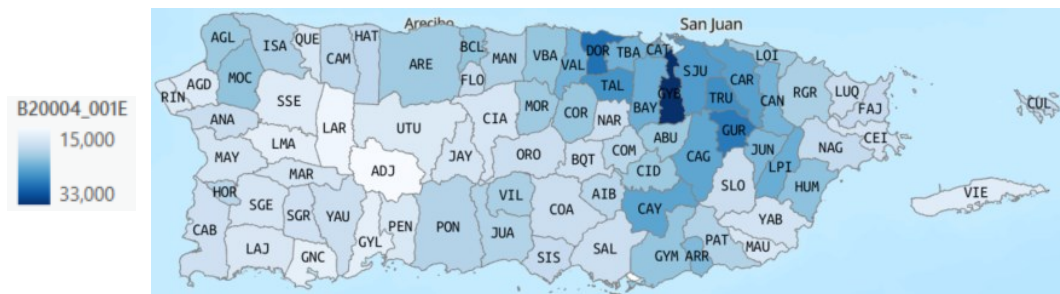 B20004_001E
15,000
33,000
Arecibo
San Juan
AGL ISA QUE CAM HAT ARE BCL FLO MAN VBA VAL DOR TBA CAT SJU CAR LOI
RIN AGD MOC SSE LAR UTU CIA MOR COR TAL BAY GYB TRU CAN RGR LUQ FAJ CUL
ANA LMA ADJ JAY ORO NAR BQT COM ABU GUR JUN NAG CEI
MAY MAR CID CAG LPI
HOR SGE SGR YAU PEN PON VIL JUA COA AIB CAY SLO HUM VIE
CAB LAJ GNC GYL SIS SAL GYM ARR PAT MAU YAB